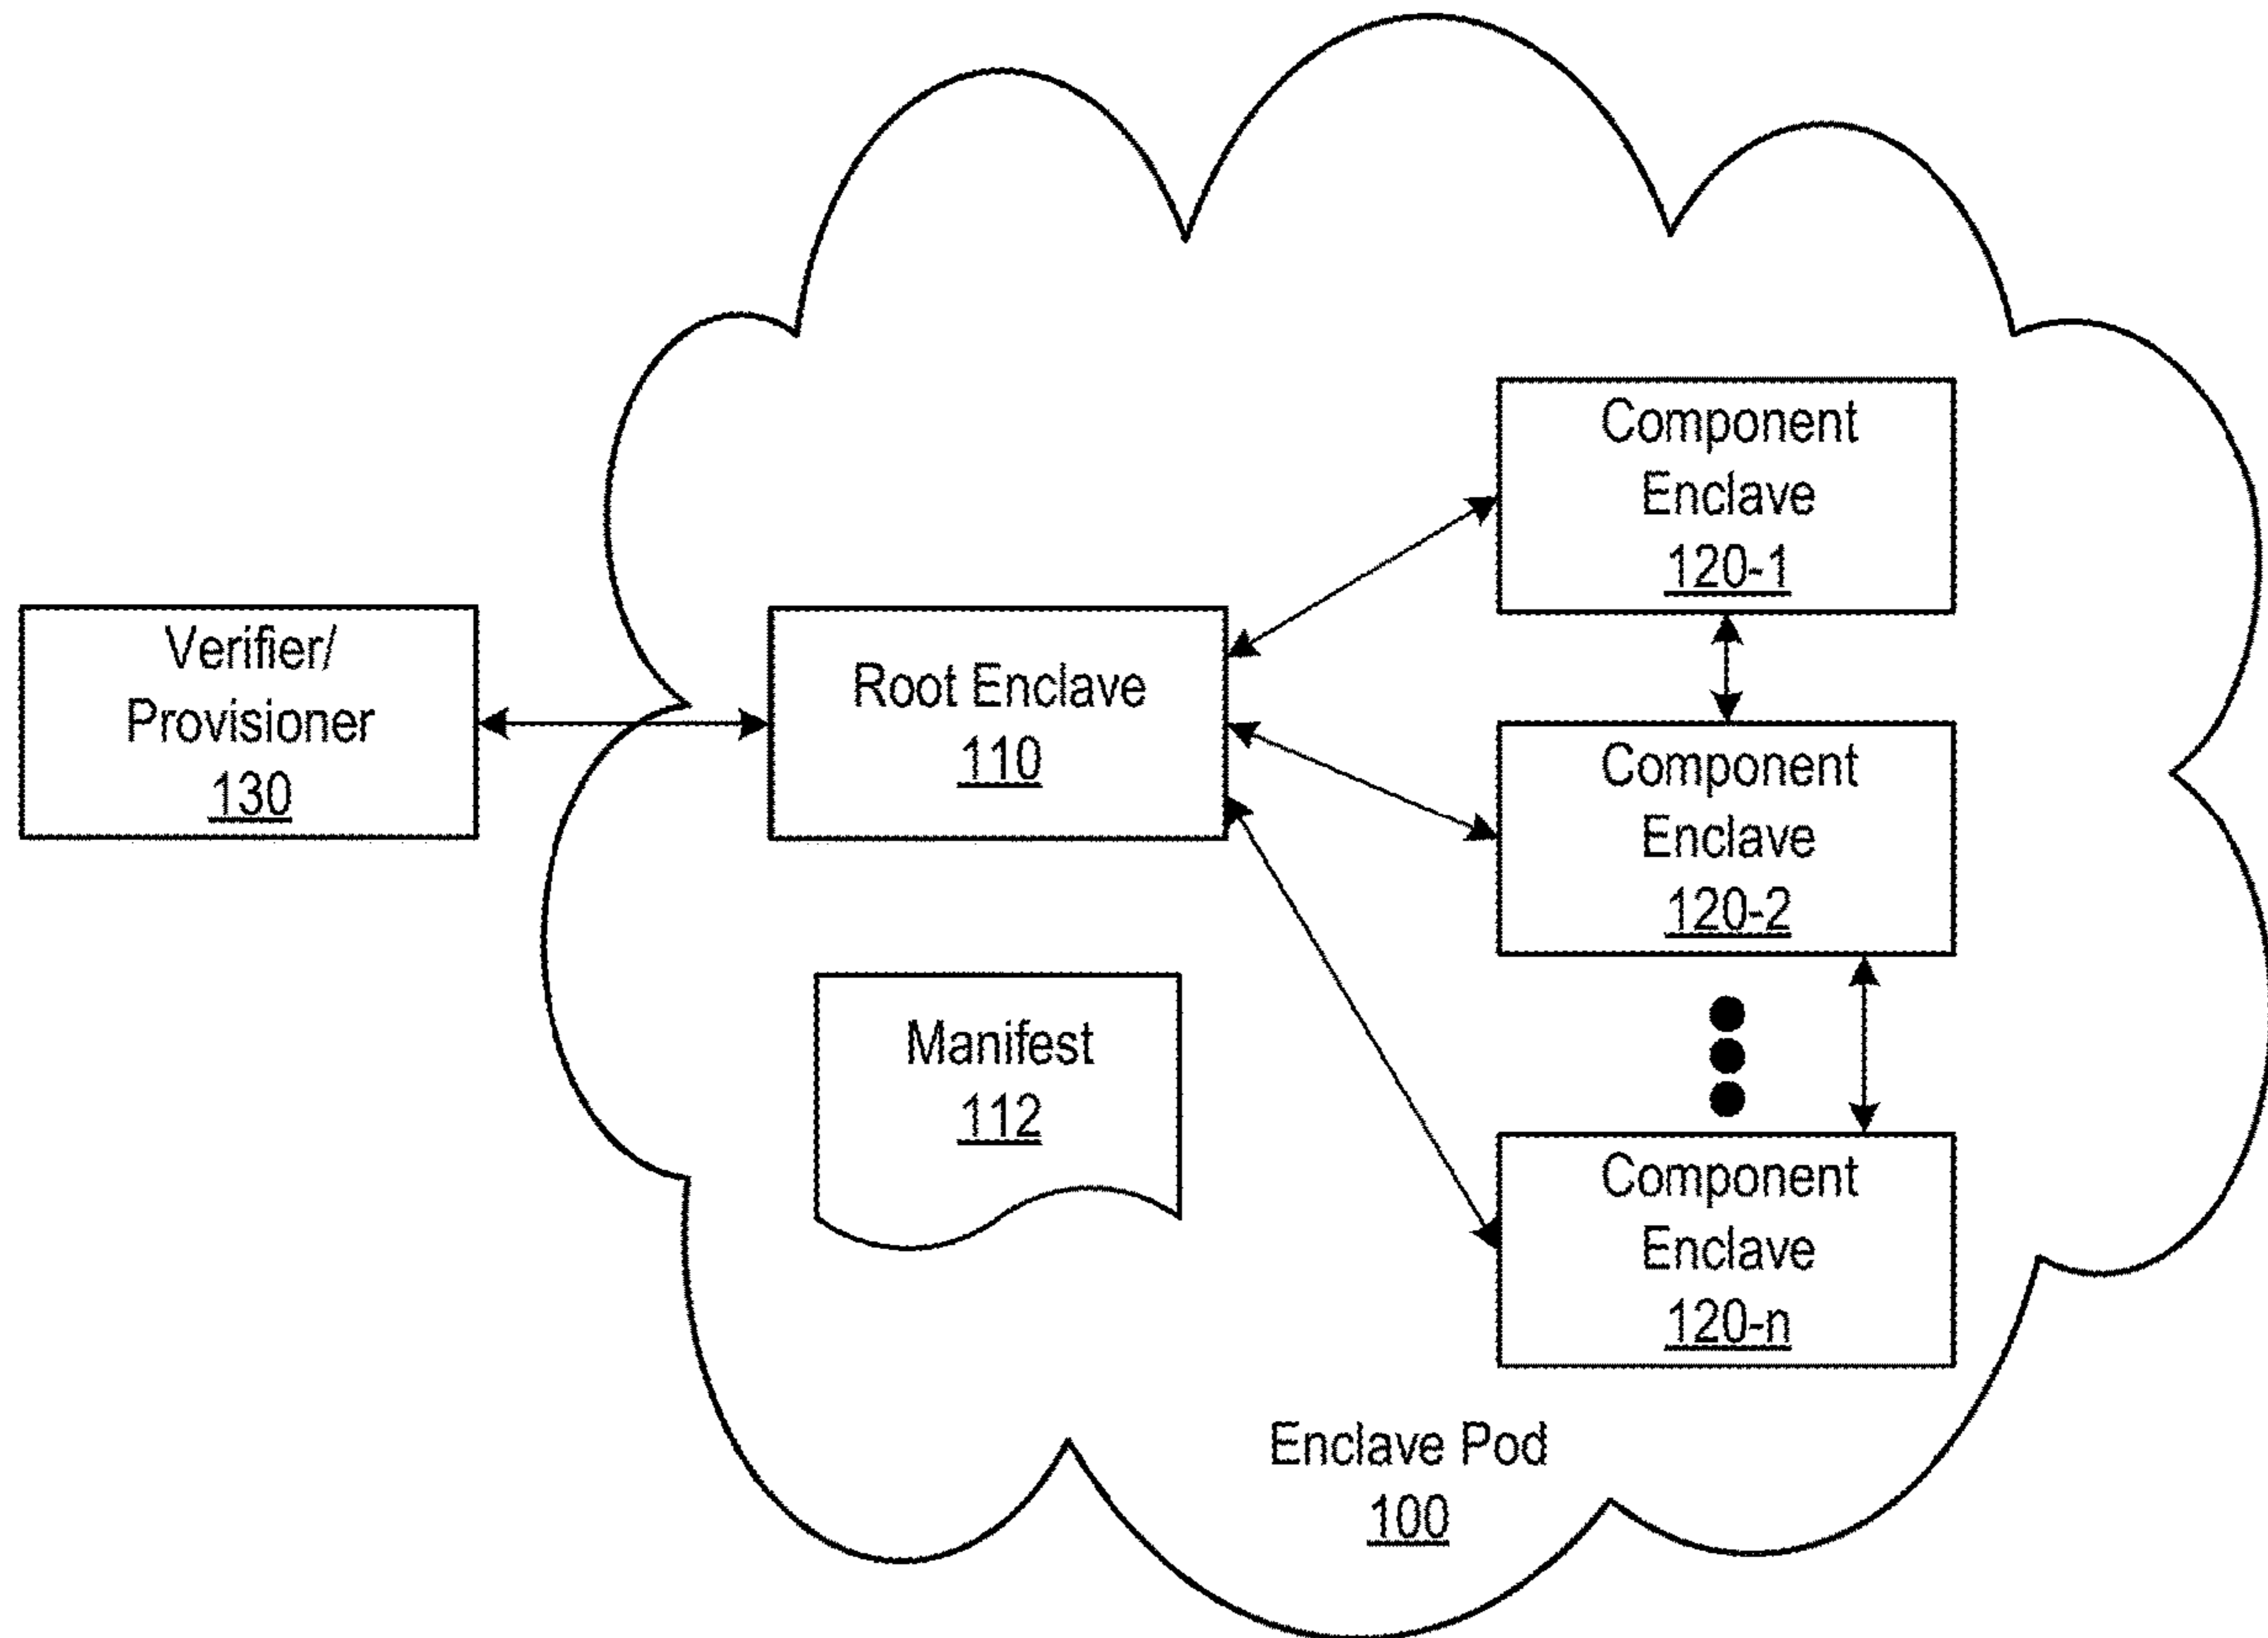 Verifier/
Provisioner
130
Root Enclave
110
Manifest
112
Component
Enclave
120-1
Component
Enclave
120-2
Component
Enclave
120-n
Enclave Pod
100